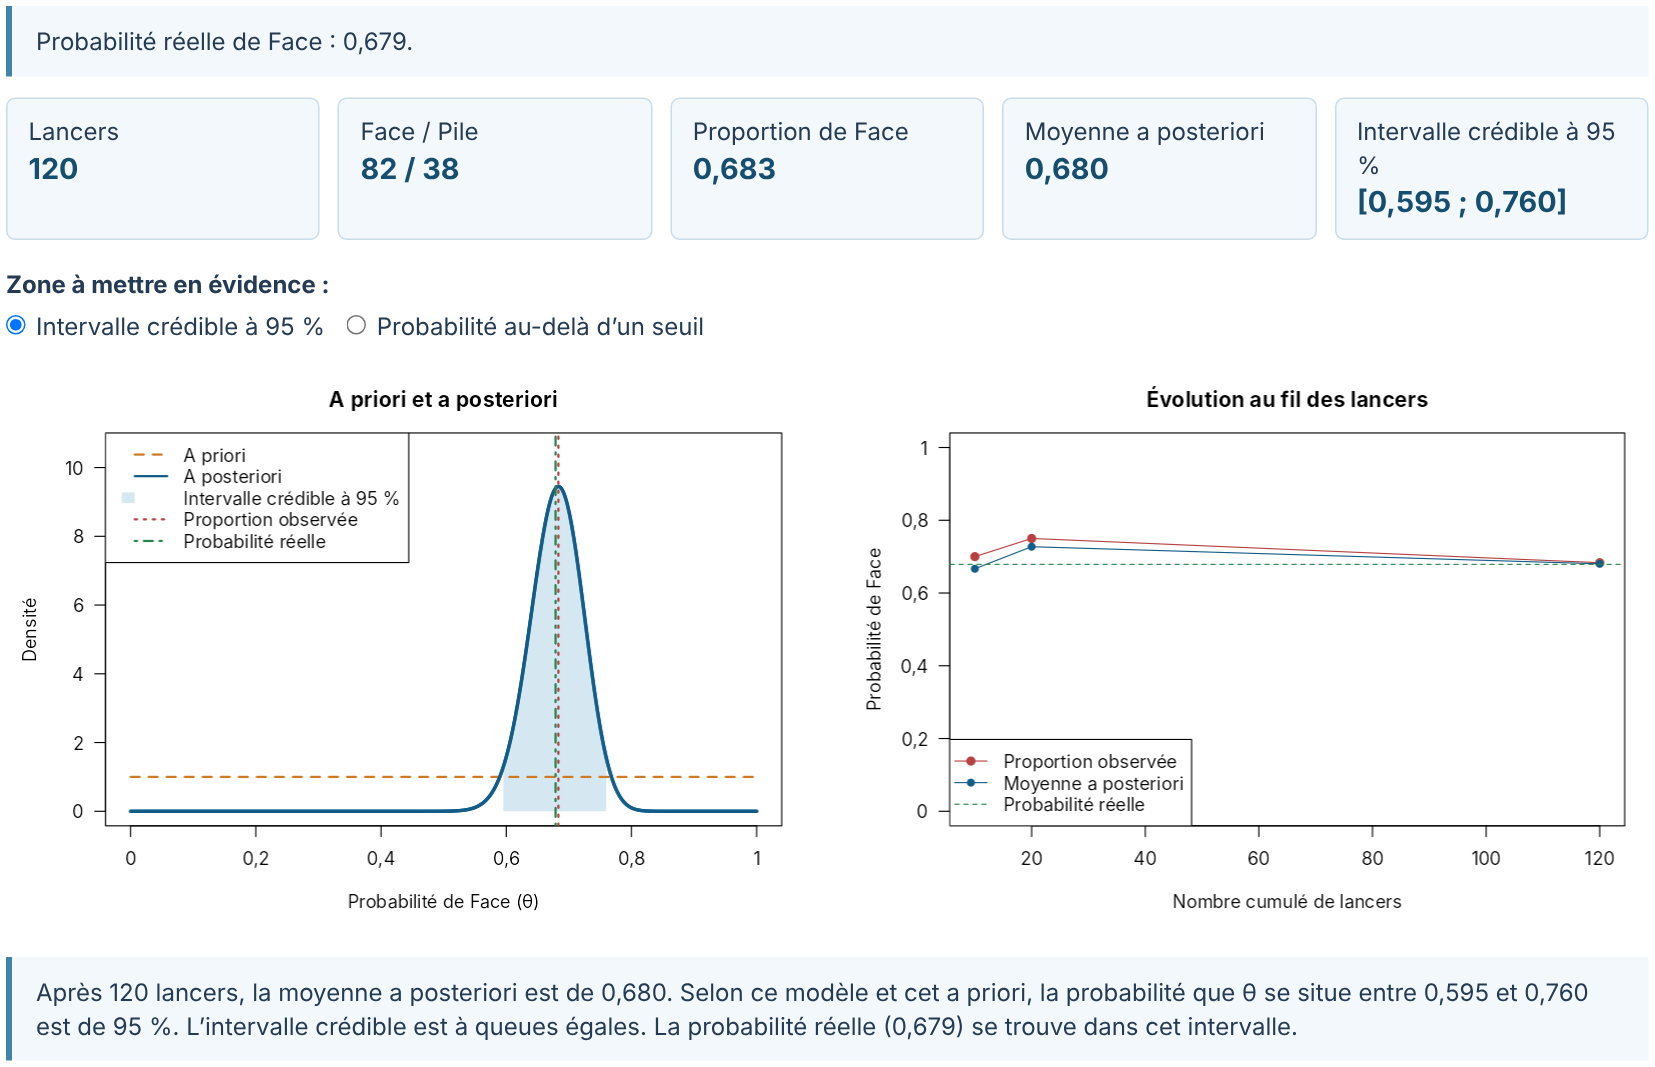 Probabilité réelle de Face : 0,679.
Lancers
120
Face / Pile
82 / 38
Proportion de Face
0,683
Moyenne a posteriori
0,680
Intervalle crédible à 95
%
[0,595 ; 0,760]
Zone à mettre en évidence :
Intervalle crédible à 95 %
Probabilité au-delà d’un seuil
A priori et a posteriori
A priori
A posteriori
Intervalle crédible à 95 %
Proportion observée
Probabilité réelle
Densité
10
8
6
4
2
0
0
0,2
0,4
0,6
0,8
1
Probabilité de Face (θ)
Évolution au fil des lancers
Probabilité de Face
1
0,8
0,6
0,4
0,2
0
Proportion observée
Moyenne a posteriori
Probabilité réelle
20
40
60
80
100
120
Nombre cumulé de lancers
Après 120 lancers, la moyenne a posteriori est de 0,680. Selon ce modèle et cet a priori, la probabilité que θ se situe entre 0,595 et 0,760
est de 95 %. L’intervalle crédible est à queues égales. La probabilité réelle (0,679) se trouve dans cet intervalle.